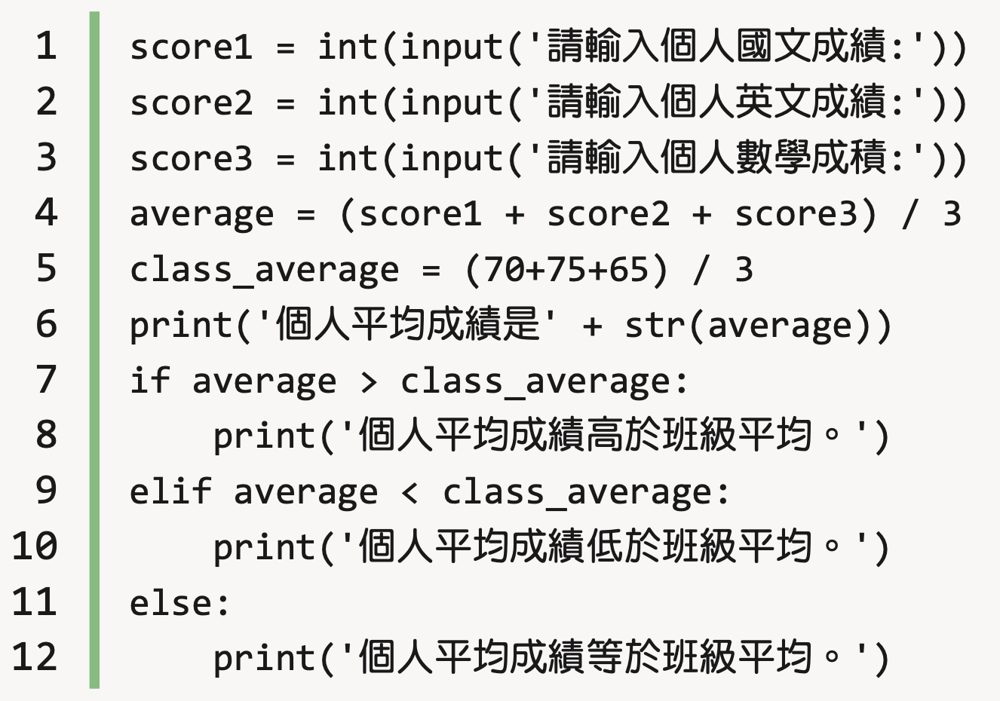 1 score1 = int(input('請輸入個人國文成績:'))
2 score2 = int(input('請輸入個人英文成績:'))
3 score3 = int(input('請輸入個人數學成積:'))
4 average = (score1 + score2 + score3) / 3
5 class_average = (70+75+65) / 3
6 print('個人平均成績是' + str(average))
7 if average > class_average:
8     print('個人平均成績高於班級平均。')
9 elif average < class_average:
10     print('個人平均成績低於班級平均。')
11 else:
12     print('個人平均成績等於班級平均。')